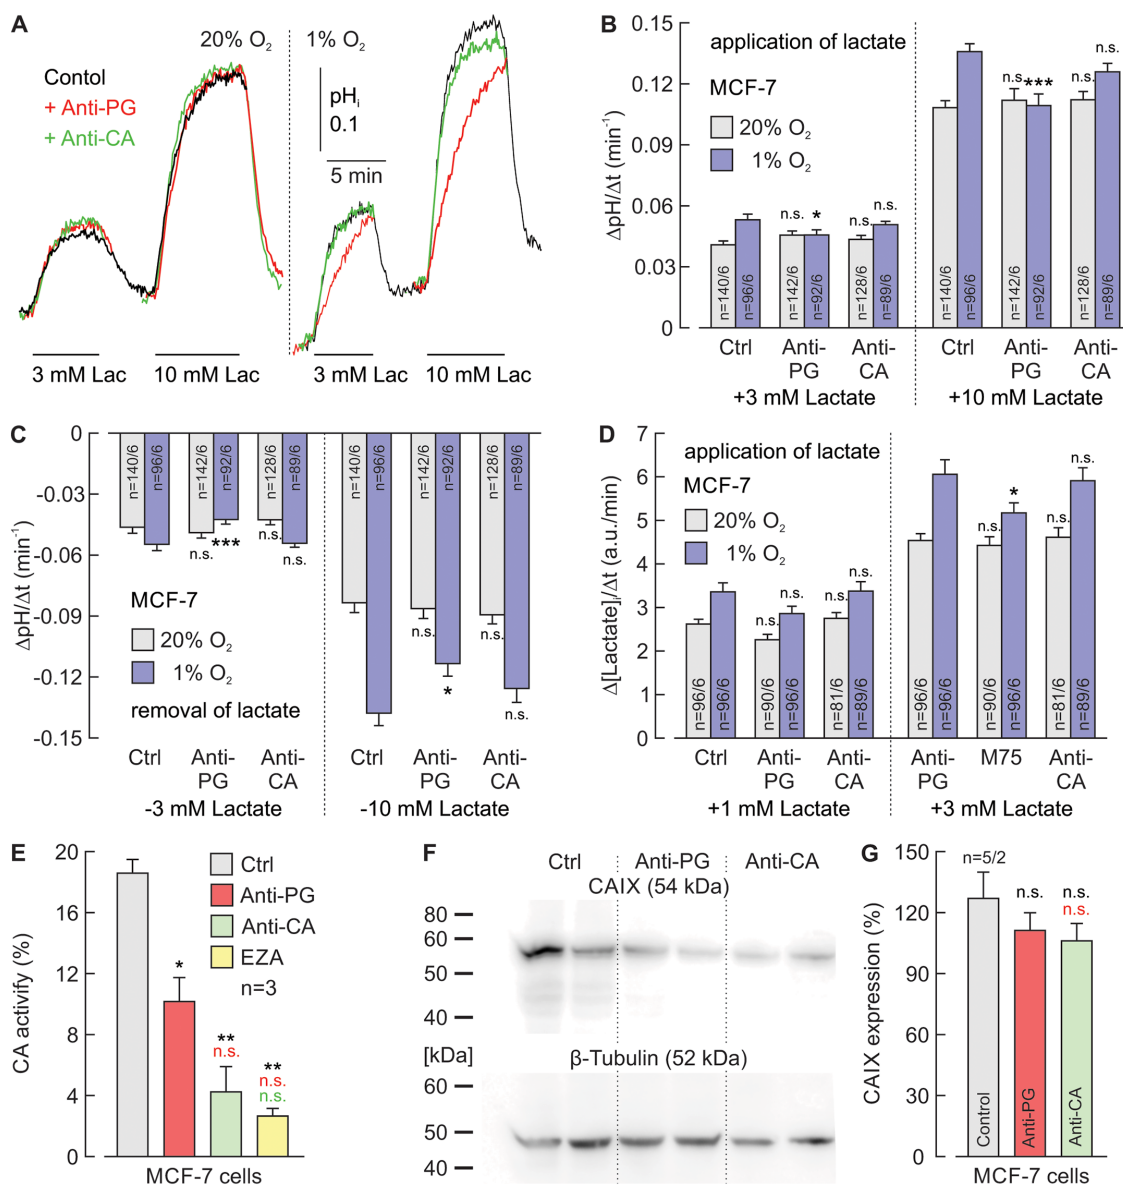 A
20% O2
1% O2
Contol
+ Anti-PG
+ Anti-CA
pHi
0.1
5 min
3 mM Lac
10 mM Lac
3 mM Lac
10 mM Lac
B
ΔpH/Δt (min-1)
0.15
0.12
0.09
0.06
0.03
0
application of lactate
MCF-7
20% O2
1% O2
n.s.
*
n.s.
n.s.
n.s.
***
n.s.
n.s.
n=140/6
n=96/6
n=142/6
n=92/6
n=128/6
n=89/6
n=140/6
n=96/6
n=142/6
n=92/6
n=128/6
n=89/6
Ctrl
Anti-
PG
Anti-
CA
Ctrl
Anti-
PG
Anti-
CA
+3 mM Lactate
+10 mM Lactate
C
ΔpH/Δt (min-1)
0
-0.03
-0.06
-0.09
-0.12
-0.15
n=140/6
n=96/6
n=142/6
n=92/6
n=128/6
n=89/6
n=140/6
n=96/6
n=142/6
n=92/6
n=128/6
n=89/6
n.s.
***
n.s.
n.s.
n.s.
*
n.s.
n.s.
MCF-7
20% O2
1% O2
removal of lactate
Ctrl
Anti-
PG
Anti-
CA
Ctrl
Anti-
PG
Anti-
CA
-3 mM Lactate
-10 mM Lactate
D
Δ[Lactate]i/Δt (a.u./min)
7
6
5
4
3
2
1
0
application of lactate
MCF-7
20% O2
1% O2
n.s.
n.s.
n.s.
n.s.
n.s.
*
n.s.
n.s.
n=96/6
n=96/6
n=90/6
n=96/6
n=81/6
n=89/6
n=96/6
n=96/6
n=90/6
n=96/6
n=81/6
n=89/6
Ctrl
Anti-
PG
Anti-
CA
Anti-
PG
M75
Anti-
CA
+1 mM Lactate
+3 mM Lactate
E
CA activify (%)
20
16
12
8
4
0
Ctrl
Anti-PG
Anti-CA
EZA
n=3
*
**
n.s.
**
n.s.
n.s.
MCF-7 cells
F
Ctrl
Anti-PG
Anti-CA
CAIX (54 kDa)
80
60
50
40
[kDa]
β-Tubulin (52 kDa)
60
50
40
G
CAIX expression (%)
150
120
90
60
30
0
n=5/2
n.s.
n.s.
n.s.
Control
Anti-PG
Anti-CA
MCF-7 cells